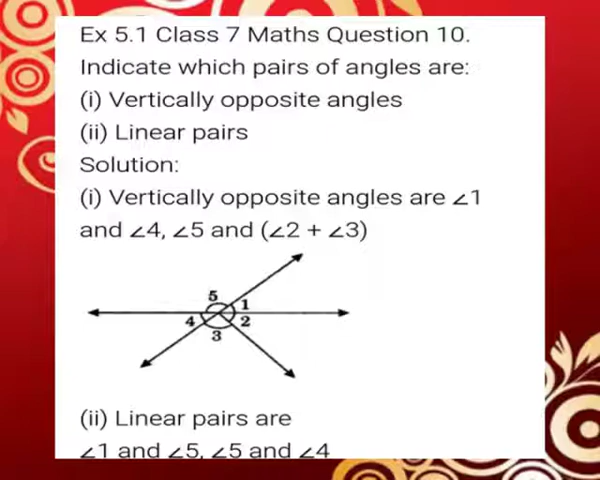 Ex 5.1 Class 7 Maths Question 10.
Indicate which pairs of angles are:
(i) Vertically opposite angles
(ii) Linear pairs
Solution:
(i) Vertically opposite angles are ∠1
and ∠4, ∠5 and (∠2 + ∠3)
5
1
4
2
3
(ii) Linear pairs are
∠1 and ∠5, ∠5 and ∠4